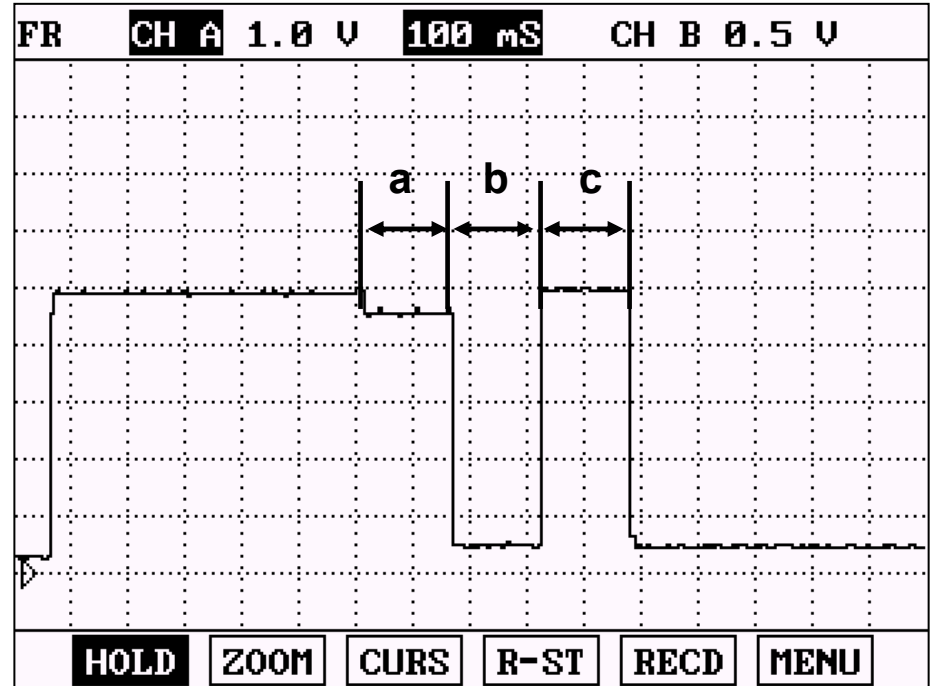 FR CH A 1.0 V 100 mS CH B 0.5 V
a b c
HOLD ZOOM CURS R-ST RECD MENU